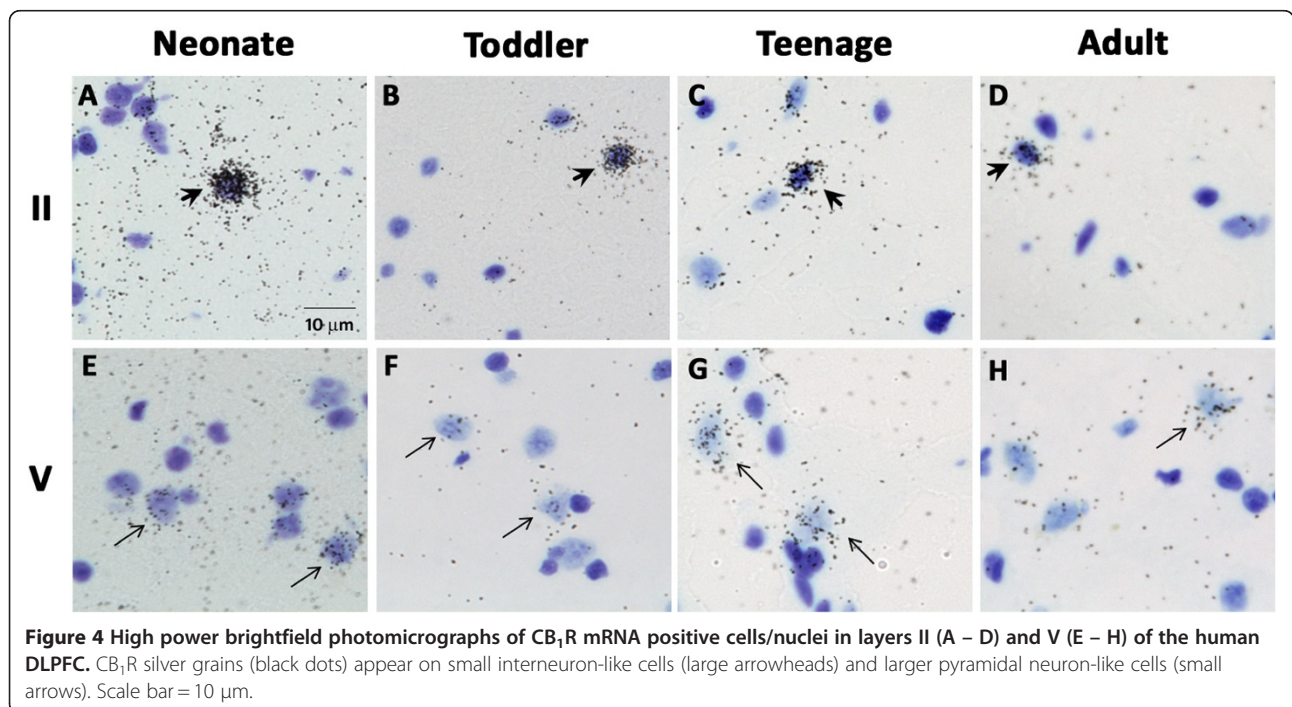 Neonate Toddler Teenage Adult
II
A B C D
10 μm
V
E F G H
Figure 4 High power brightfield photomicrographs of CB₁R mRNA positive cells/nuclei in layers II (A – D) and V (E – H) of the human
DLPFC. CB₁R silver grains (black dots) appear on small interneuron-like cells (large arrowheads) and larger pyramidal neuron-like cells (small
arrows). Scale bar = 10 μm.